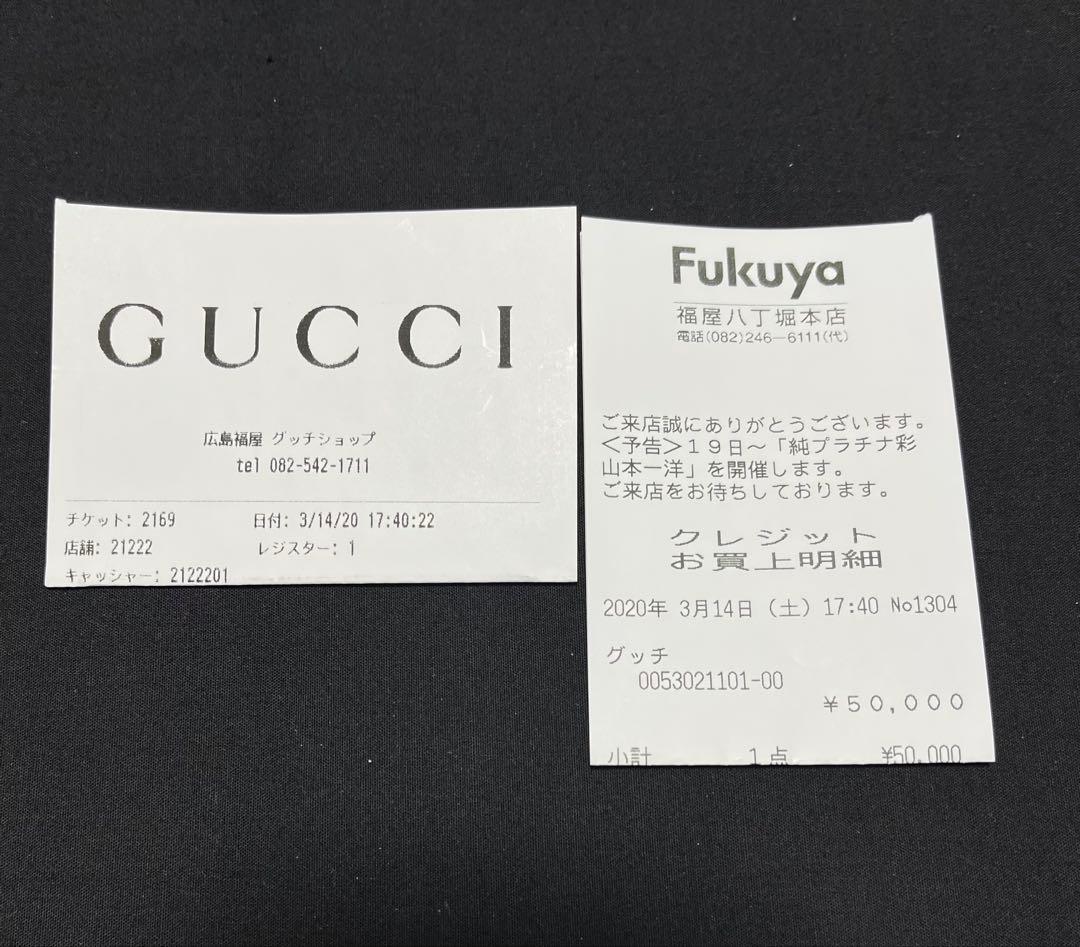 GUCCI
広島福屋 グッチショップ
tel 082-542-1711
チケット: 2169 日付: 3/14/20 17:40:22
店舗: 21222 レジスター: 1
キャッシャー: 2122201
Fukuya
福屋八丁堀本店
電話(082)246-6111(代)
ご来店誠にありがとうございます。
<予告>19日~「純プラチナ彩
山本一洋」を開催します。
ご来店をお待ちしております。
クレジット
お買上明細
2020年 3月14日 (土) 17:40 No1304
グッチ
0053021101-00
¥50,000
小計 1点 ¥50,000